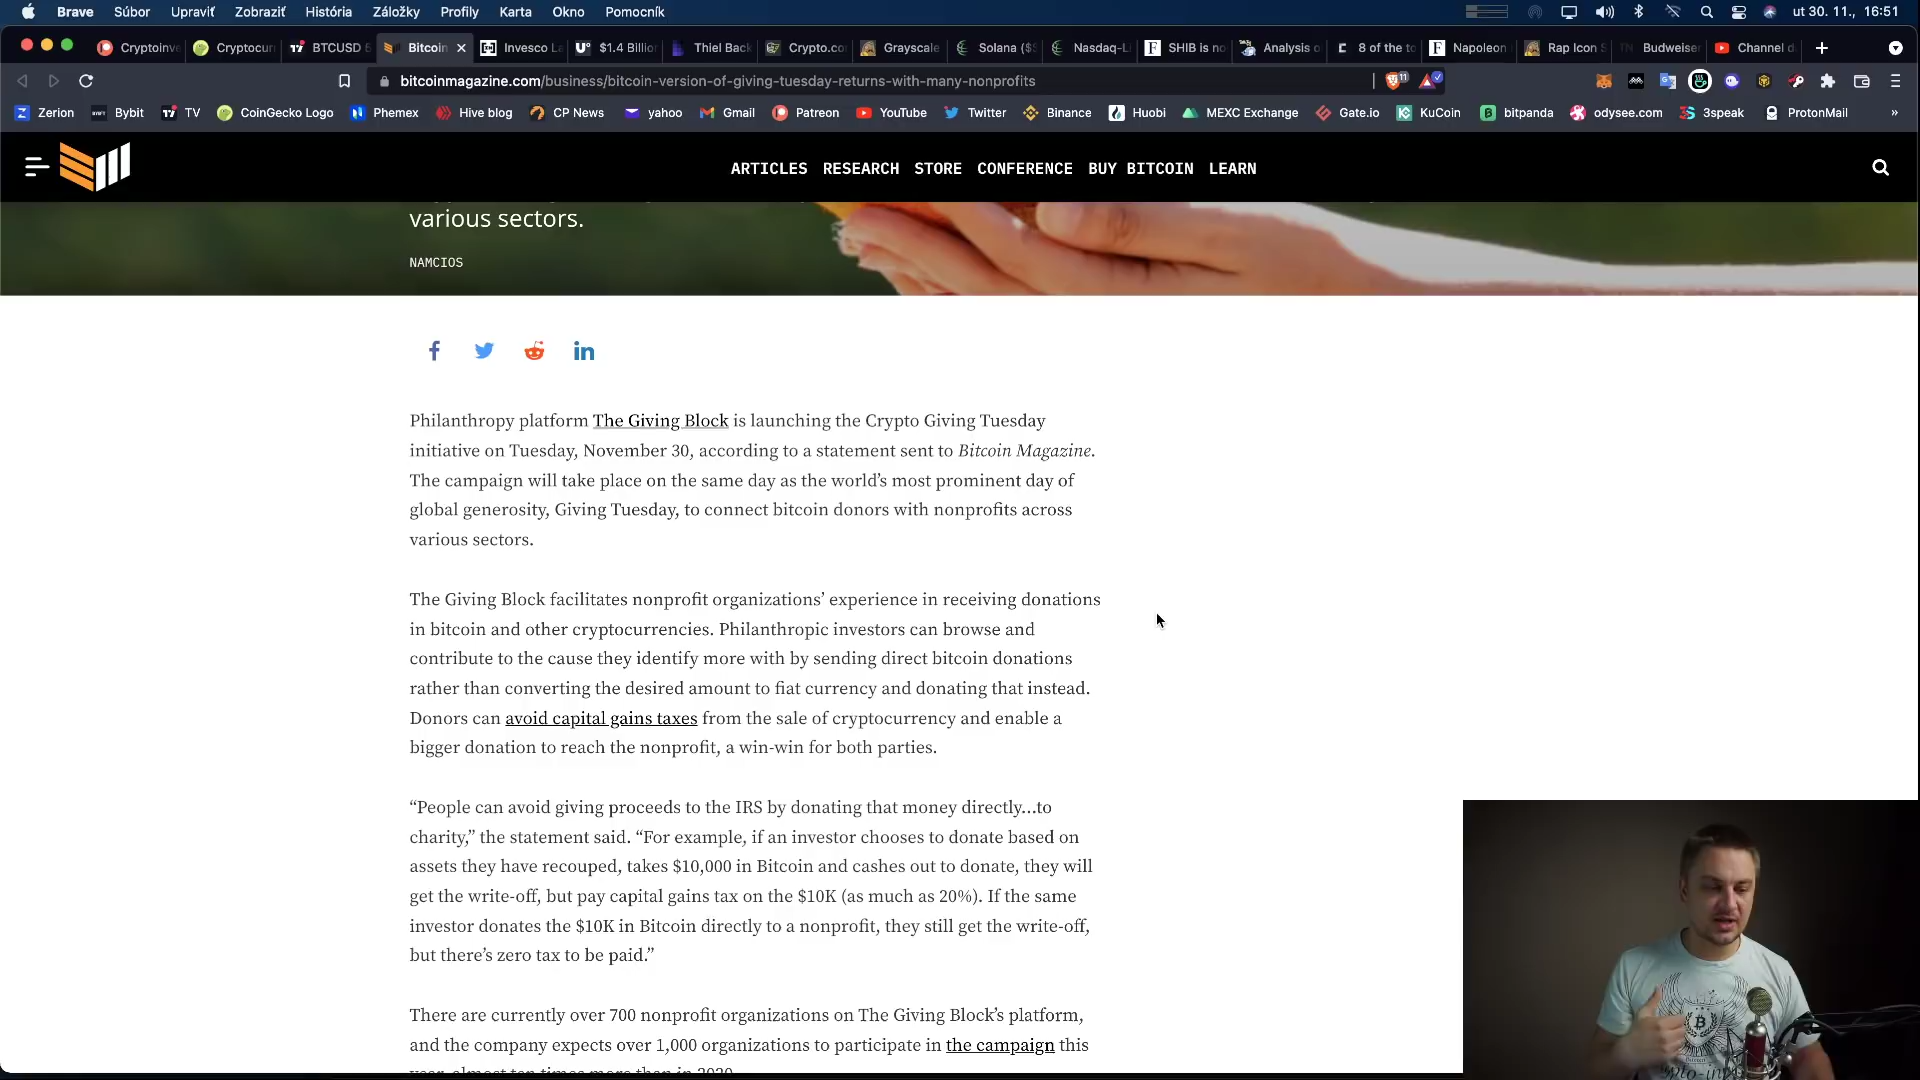 Brave Súbor Upraviť Zobraziť História Záložky Profily Karta Okno Pomocník ut 30. 11., 16:51
Cryptoinve Cryptocur BTCUSD Bitcoin Invesco La $1.4 Billion Thiel Back Crypto.co Grayscale Solana ($S Nasdaq-Li SHIB is no Analysis o 8 of the to Napoleon Rap Icon S Budweiser Channel d
bitcoinmagazine.com/business/bitcoin-version-of-giving-tuesday-returns-with-many-nonprofits 11
Zerion Bybit TV CoinGecko Logo Phemex Hive blog CP News yahoo Gmail Patreon YouTube Twitter Binance Huobi MEXC Exchange Gate.io KuCoin bitpanda odysee.com 3speak ProtonMail »
ARTICLES RESEARCH STORE CONFERENCE BUY BITCOIN LEARN
various sectors.
NAMCIOS
Philanthropy platform The Giving Block is launching the Crypto Giving Tuesday
initiative on Tuesday, November 30, according to a statement sent to Bitcoin Magazine.
The campaign will take place on the same day as the world’s most prominent day of
global generosity, Giving Tuesday, to connect bitcoin donors with nonprofits across
various sectors.
The Giving Block facilitates nonprofit organizations’ experience in receiving donations
in bitcoin and other cryptocurrencies. Philanthropic investors can browse and
contribute to the cause they identify more with by sending direct bitcoin donations
rather than converting the desired amount to fiat currency and donating that instead.
Donors can avoid capital gains taxes from the sale of cryptocurrency and enable a
bigger donation to reach the nonprofit, a win-win for both parties.
“People can avoid giving proceeds to the IRS by donating that money directly…to
charity,” the statement said. “For example, if an investor chooses to donate based on
assets they have recouped, takes $10,000 in Bitcoin and cashes out to donate, they will
get the write-off, but pay capital gains tax on the $10K (as much as 20%). If the same
investor donates the $10K in Bitcoin directly to a nonprofit, they still get the write-off,
but there’s zero tax to be paid.”
There are currently over 700 nonprofit organizations on The Giving Block’s platform,
and the company expects over 1,000 organizations to participate in the campaign this
year, almost ten times more than in 2020.